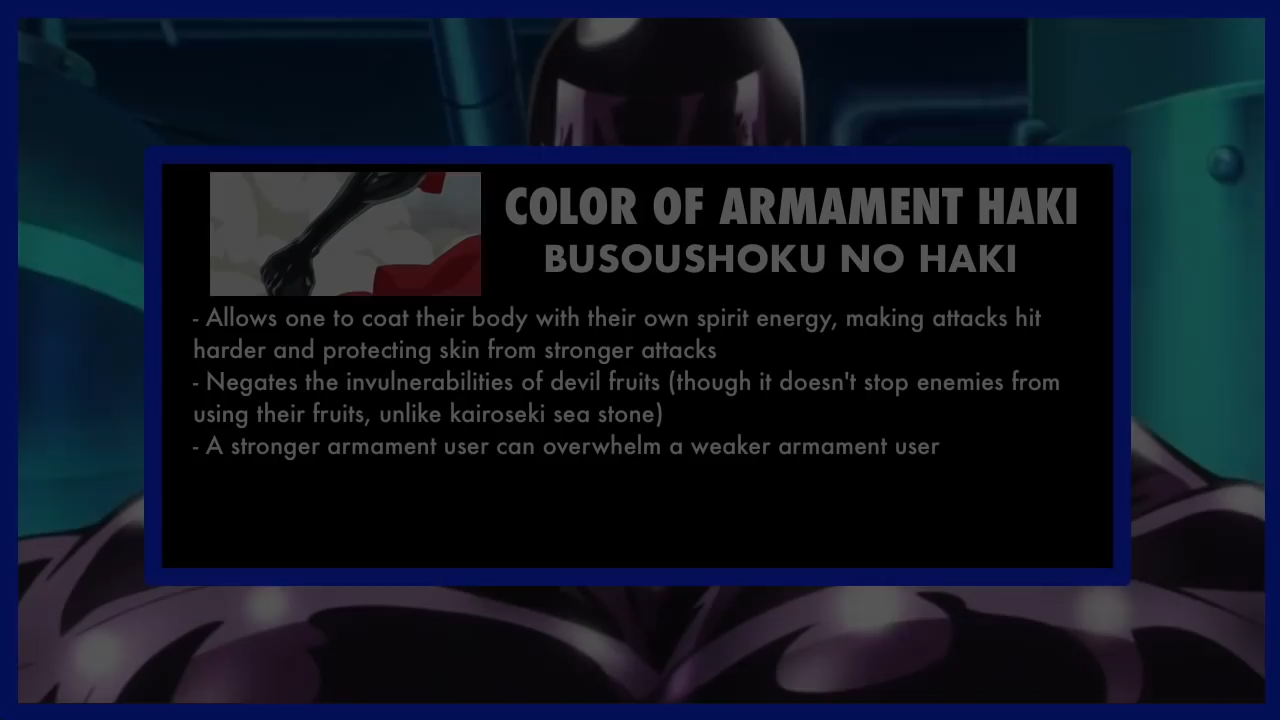 COLOR OF ARMAMENT HAKI
BUSOUSHOKU NO HAKI
- Allows one to coat their body with their own spirit energy, making attacks hit
harder and protecting skin from stronger attacks
- Negates the invulnerabilities of devil fruits (though it doesn't stop enemies from
using their fruits, unlike kairoseki sea stone)
- A stronger armament user can overwhelm a weaker armament user